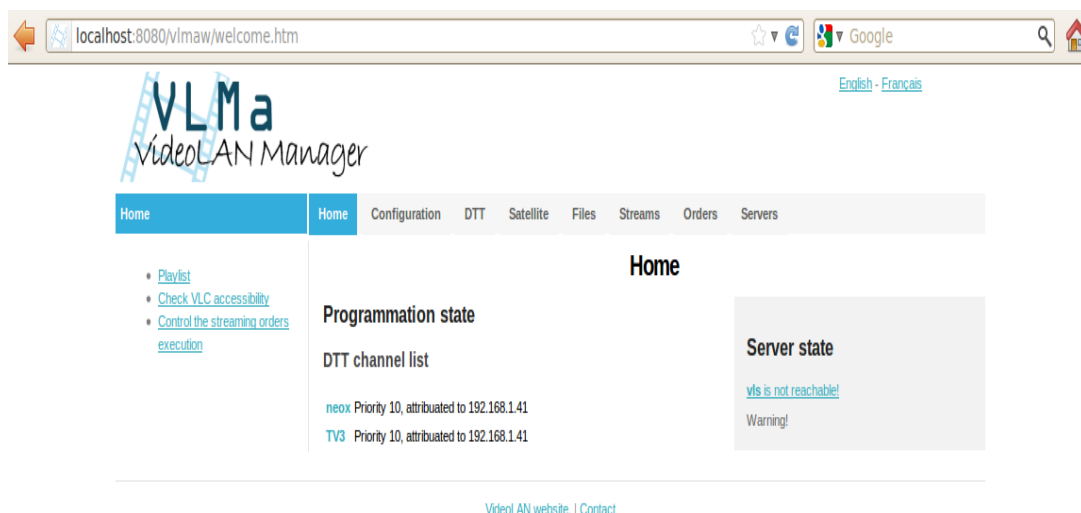 localhost:8080/vlmaw/welcome.htm Google
English - Français
VLMa
VideoLAN Manager
Home Home Configuration DTT Satellite Files Streams Orders Servers
Home
Playlist
Check VLC accessibility
Control the streaming orders
execution
Programmation state
DTT channel list
neox Priority 10, attribuated to 192.168.1.41
TV3 Priority 10, attribuated to 192.168.1.41
Server state
vls is not reachable!
Warning!
VideoLAN website | Contact